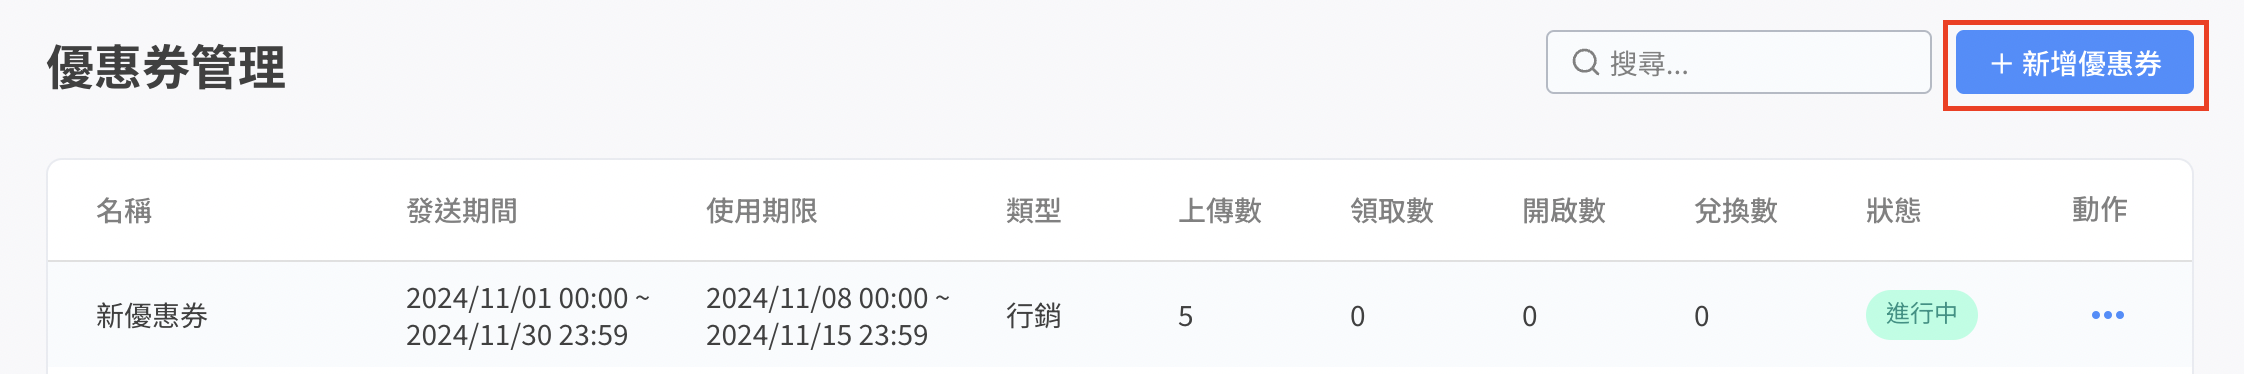 優惠券管理
搜尋...
＋ 新增優惠券
名稱 發送期間 使用期限 類型 上傳數 領取數 開啟數 兌換數 狀態 動作
新優惠券 2024/11/01 00:00 ~ 2024/11/08 00:00 ~ 行銷 5 0 0 0 進行中
2024/11/30 23:59 2024/11/15 23:59